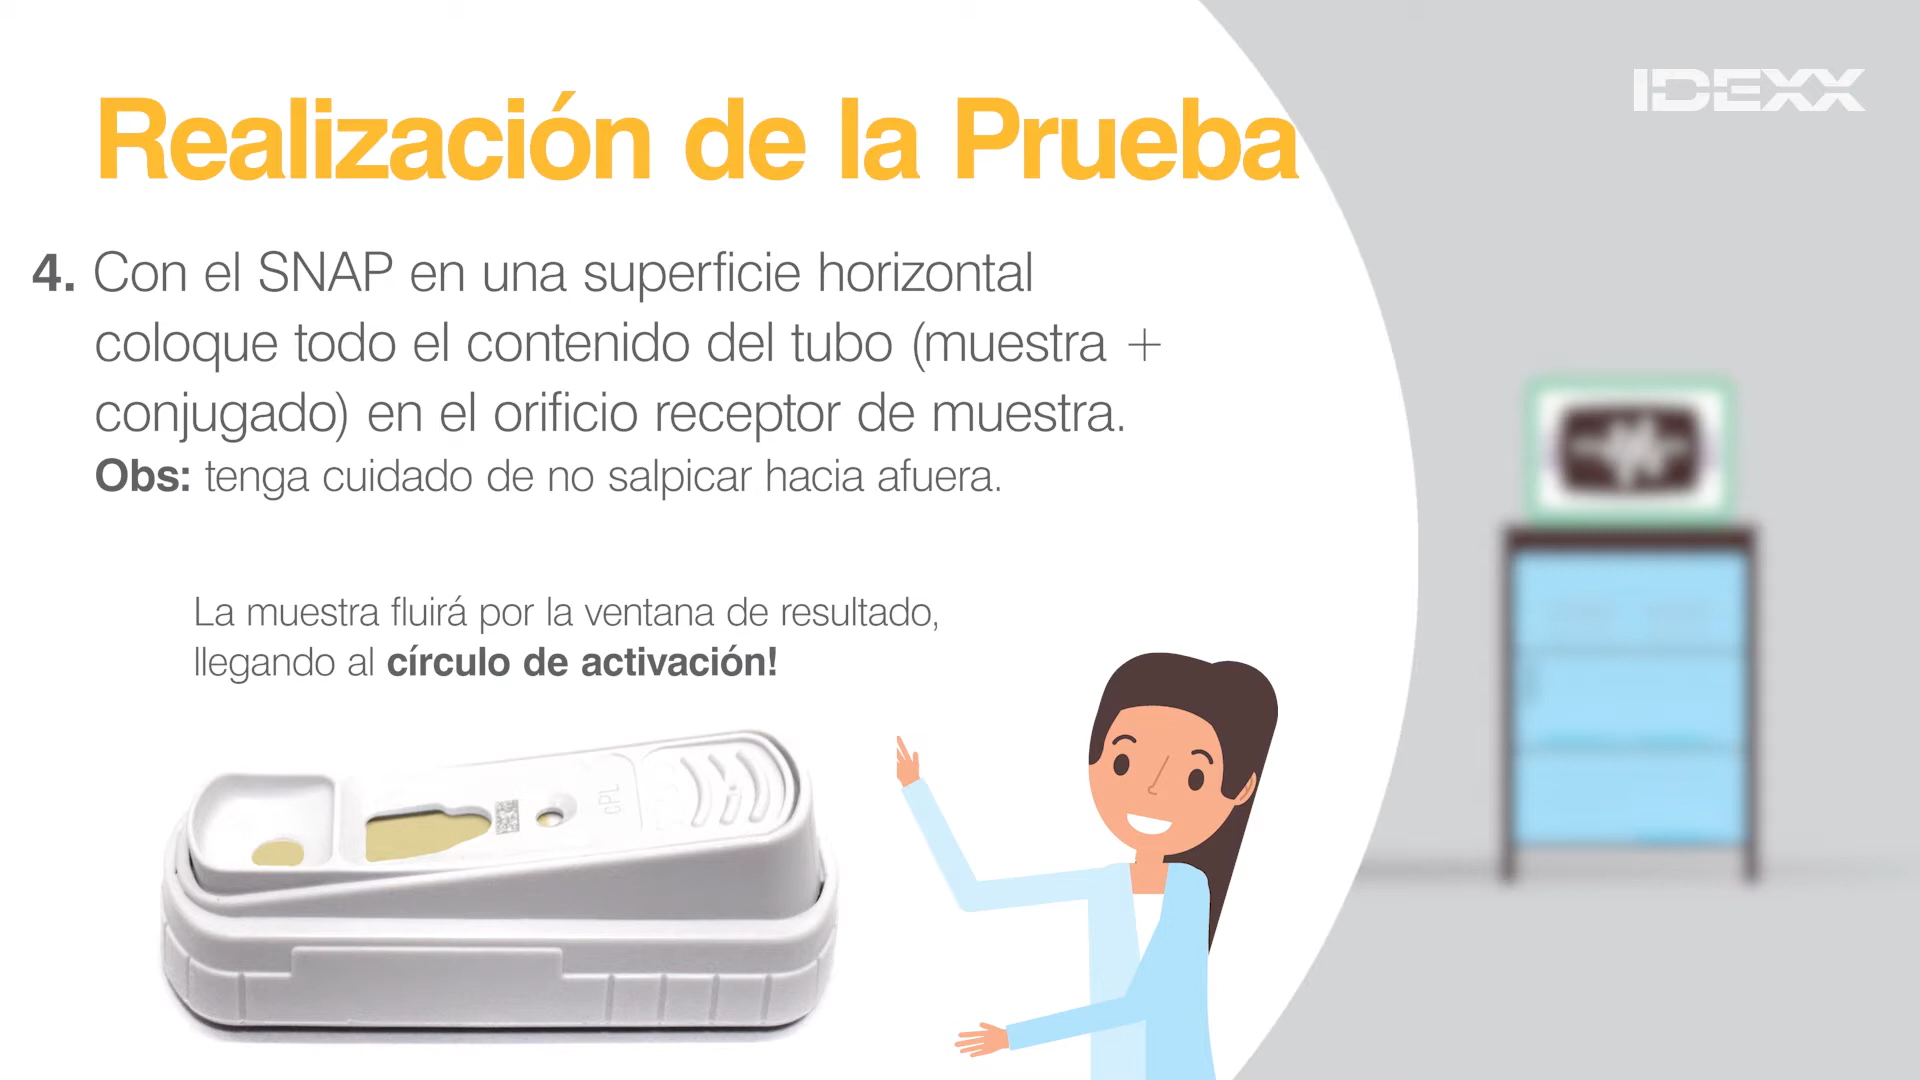 IDEXX
Realización de la Prueba
4. Con el SNAP en una superficie horizontal
coloque todo el contenido del tubo (muestra +
conjugado) en el orificio receptor de muestra.
Obs: tenga cuidado de no salpicar hacia afuera.
La muestra fluirá por la ventana de resultado,
llegando al círculo de activación!
cPL